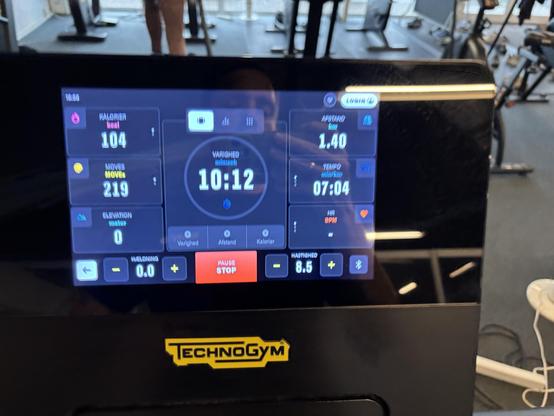 LOGIN
KALORIER
kcal
104
MOVES
MOVEs
219
ELEVATION
meter
0
VARIGHED
min:sek
10:12
Varighed
Afstand
Kalorier
AFSTAND
km
1.40
TEMPO
min/km
07:04
HR
BPM
--
HÆLDNING
- 0.0 +
PAUSE
STOP
HASTIGHED
- 8.5 +
TECHNOGYM